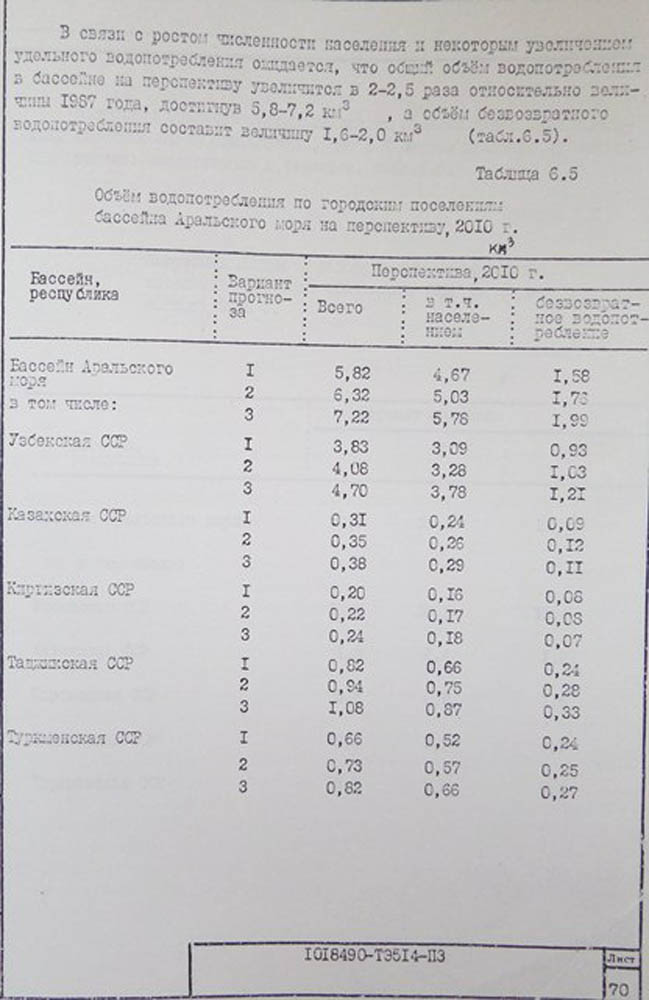 В связи с ростом численности населения и некоторым увеличением
удельного водопотребления ожидается, что общий объём водопотребления
в бассейне на перспективу увеличится в 2-2,5 раза относительно вели-
чины 1987 года, достигнув 5,8-7,2 км³ , а объём безвозвратного
водопотребления составит величину 1,6-2,0 км³ (табл.6.5).
Таблица 6.5
Объём водопотребления по городским поселениям
бассейна Аральского моря на перспективу, 2010 г.
км³
Бассейн, республика Вариант прогно-за Перспектива, 2010 г.
Всего в т.ч. населе-нием безвозврат-ное водопот-ребление
Бассейн Аральского моря 1 5,82 4,67 1,58
2 6,32 5,03 1,76
в том числе: 3 7,22 5,78 1,99
Узбекская ССР 1 3,83 3,09 0,93
2 4,08 3,28 1,03
3 4,70 3,78 1,21
Казахская ССР 1 0,31 0,24 0,09
2 0,35 0,26 0,12
3 0,38 0,29 0,11
Киргизская ССР 1 0,20 0,16 0,08
2 0,22 0,17 0,08
3 0,24 0,18 0,07
Таджикская ССР 1 0,82 0,66 0,24
2 0,94 0,75 0,28
3 1,08 0,87 0,33
Туркменская ССР 1 0,66 0,52 0,24
2 0,73 0,57 0,25
3 0,82 0,66 0,27
1018490-ТЭ514-ПЗ
Лист
70